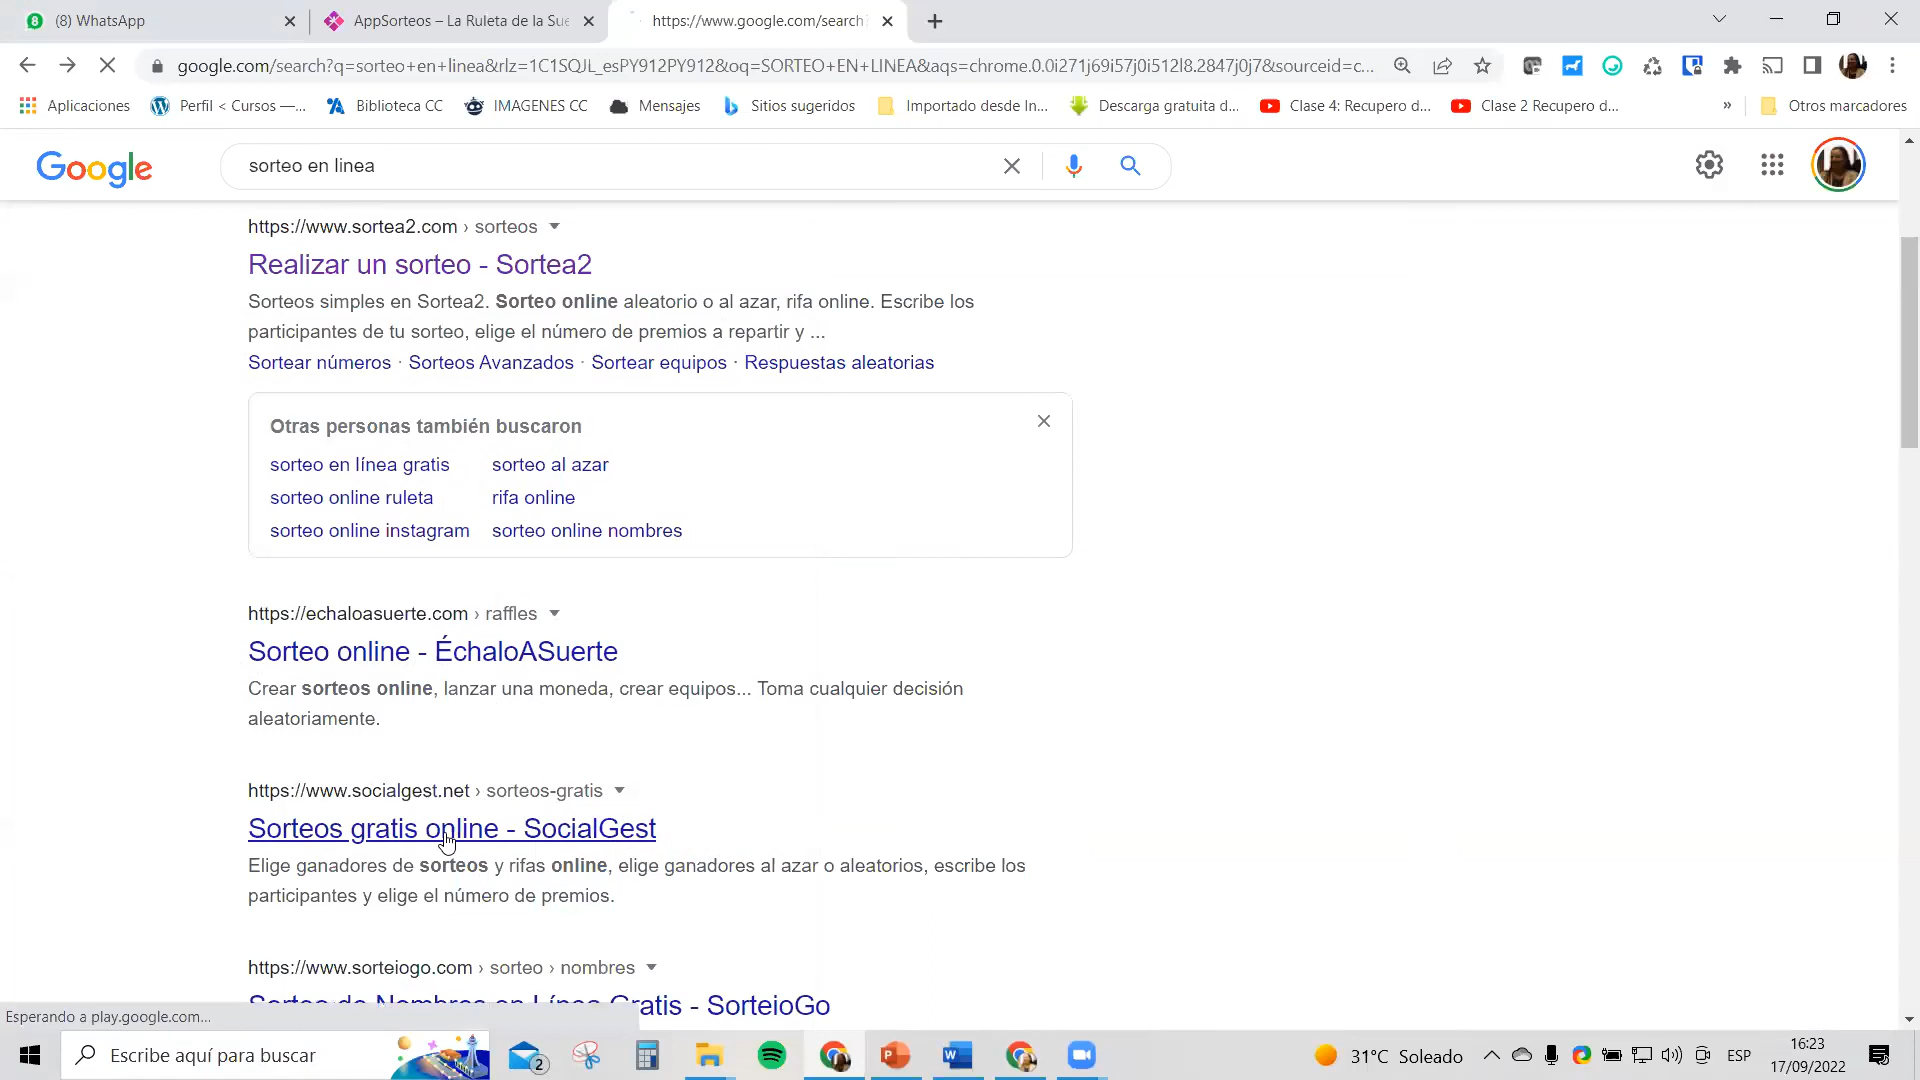 (8) WhatsApp
AppSorteos – La Ruleta de la Sue
https://www.google.com/search?
google.com/search?q=sorteo+en+linea&rlz=1C1SQJL_esPY912PY912&oq=SORTEO+EN+LINEA&aqs=chrome.0.0i271j69i57j0i512l8.2847j0j7&sourceid=c...
Aplicaciones
Perfil < Cursos —...
Biblioteca CC
IMAGENES CC
Mensajes
Sitios sugeridos
Importado desde In...
Descarga gratuita d...
Clase 4: Recupero d...
Clase 2 Recupero d...
»
Otros marcadores
Google
sorteo en linea
https://www.sortea2.com › sorteos
Realizar un sorteo - Sortea2
Sorteos simples en Sortea2. Sorteo online aleatorio o al azar, rifa online. Escribe los
participantes de tu sorteo, elige el número de premios a repartir y ...
Sortear números · Sorteos Avanzados · Sortear equipos · Respuestas aleatorias
Otras personas también buscaron
sorteo en línea gratis sorteo al azar
sorteo online ruleta rifa online
sorteo online instagram sorteo online nombres
https://echaloasuerte.com › raffles
Sorteo online - ÉchaloASuerte
Crear sorteos online, lanzar una moneda, crear equipos... Toma cualquier decisión
aleatoriamente.
https://www.socialgest.net › sorteos-gratis
Sorteos gratis online - SocialGest
Elige ganadores de sorteos y rifas online, elige ganadores al azar o aleatorios, escribe los
participantes y elige el número de premios.
https://www.sorteiogo.com › sorteo › nombres
Sorteo de Nombres en Línea Gratis - SorteioGo
Esperando a play.google.com...
Escribe aquí para buscar
2
31°C Soleado
ESP
16:23
17/09/2022